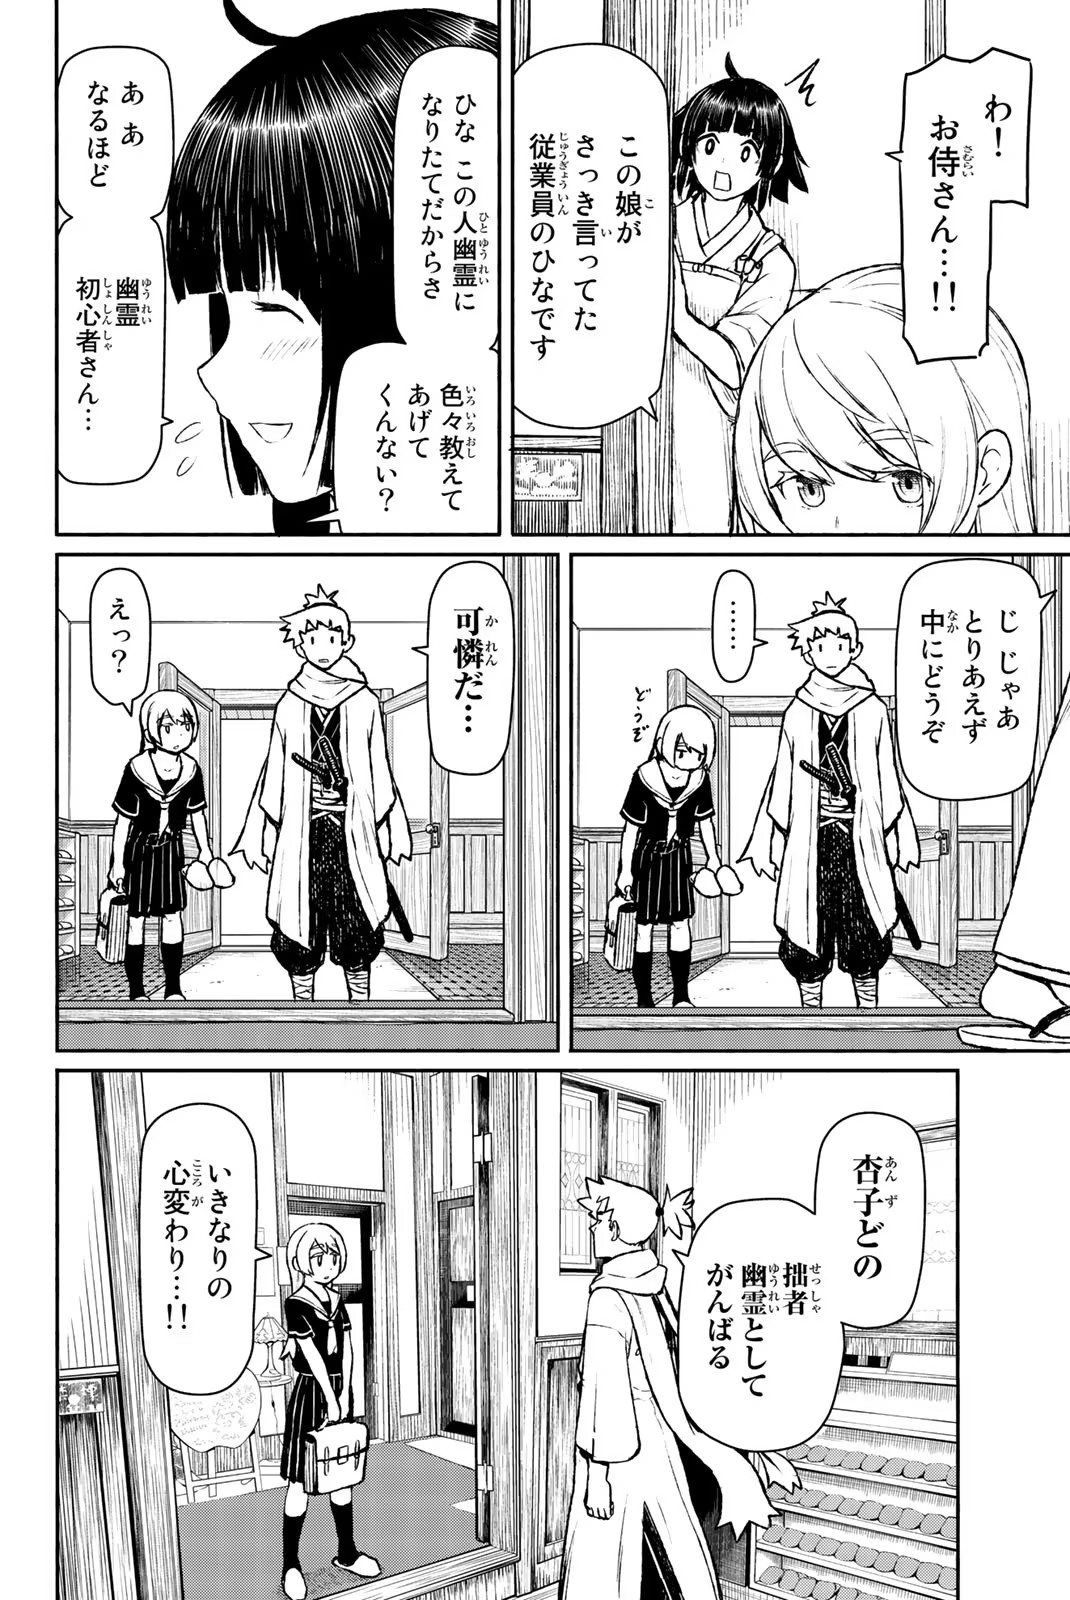 わ！
お侍さん…!!
この娘が
さっき言ってた
従業員のひなです
ひな この人幽霊に
なりたてだからさ
色々教えて
あげて
くんない？
ああ
なるほど
幽霊
初心者さん…
じじゃあ
とりあえず
中にどうぞ
……
どうぞ
可憐だ…
えっ？
杏子どの
拙者
幽霊として
がんばる
いきなりの
心変わり…!!